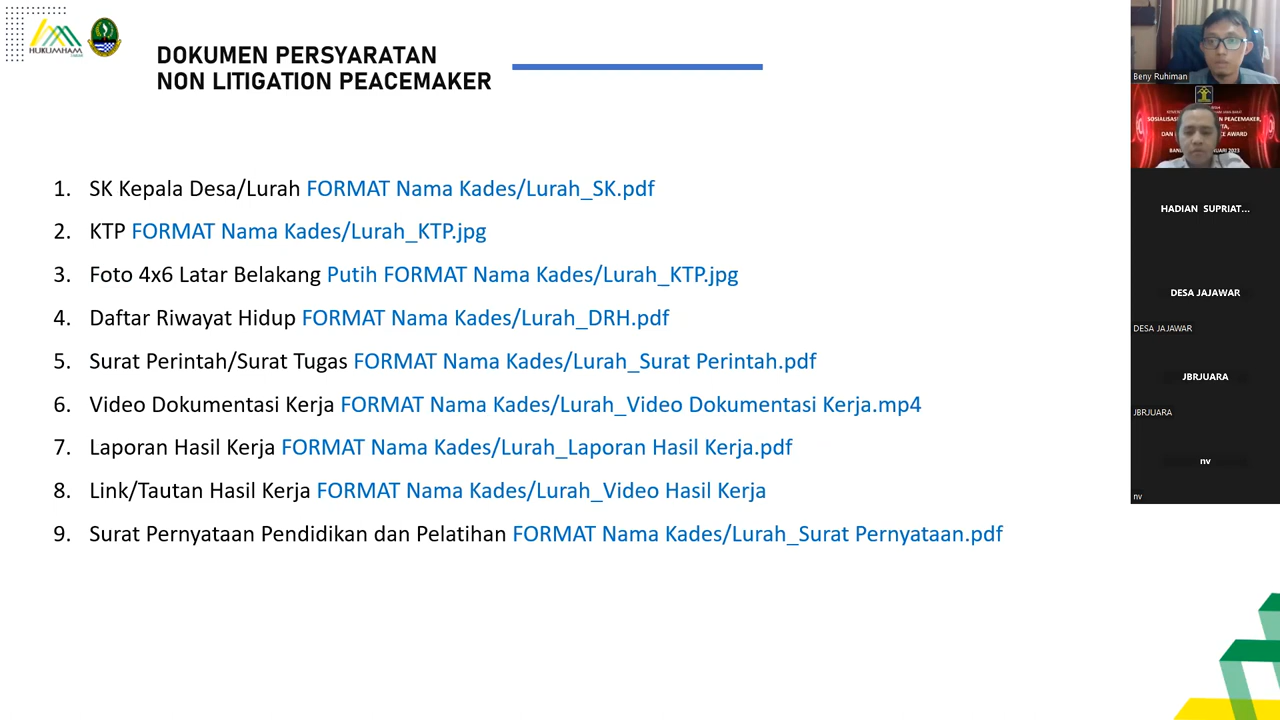 HUKUMHAM
DOKUMEN PERSYARATAN
NON LITIGATION PEACEMAKER
1. SK Kepala Desa/Lurah FORMAT Nama Kades/Lurah_SK.pdf
2. KTP FORMAT Nama Kades/Lurah_KTP.jpg
3. Foto 4x6 Latar Belakang Putih FORMAT Nama Kades/Lurah_KTP.jpg
4. Daftar Riwayat Hidup FORMAT Nama Kades/Lurah_DRH.pdf
5. Surat Perintah/Surat Tugas FORMAT Nama Kades/Lurah_Surat Perintah.pdf
6. Video Dokumentasi Kerja FORMAT Nama Kades/Lurah_Video Dokumentasi Kerja.mp4
7. Laporan Hasil Kerja FORMAT Nama Kades/Lurah_Laporan Hasil Kerja.pdf
8. Link/Tautan Hasil Kerja FORMAT Nama Kades/Lurah_Video Hasil Kerja
9. Surat Pernyataan Pendidikan dan Pelatihan FORMAT Nama Kades/Lurah_Surat Pernyataan.pdf
Beny Ruhiman
PEACEMAKER,
AWARD
2023
HADIAN SUPRIAT...
DESA JAJAWAR
DESA JAJAWAR
JBRJUARA
JBRJUARA
nv
nv